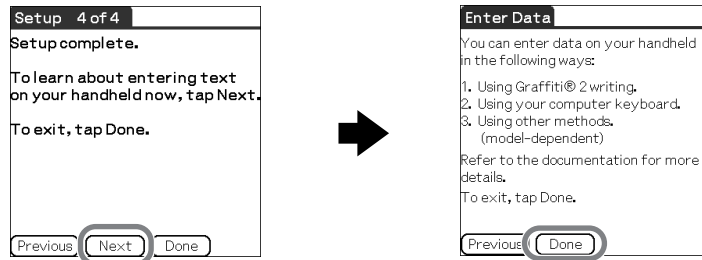 Setup 4 of 4
Setup complete.
To learn about entering text
on your handheld now, tap Next.
To exit, tap Done.
Previous Next Done
Enter Data
You can enter data on your handheld
in the following ways:
1. Using Graffiti® 2 writing.
2. Using your computer keyboard.
3. Using other methods.
(model-dependent)
Refer to the documentation for more
details.
To exit, tap Done.
Previous Done